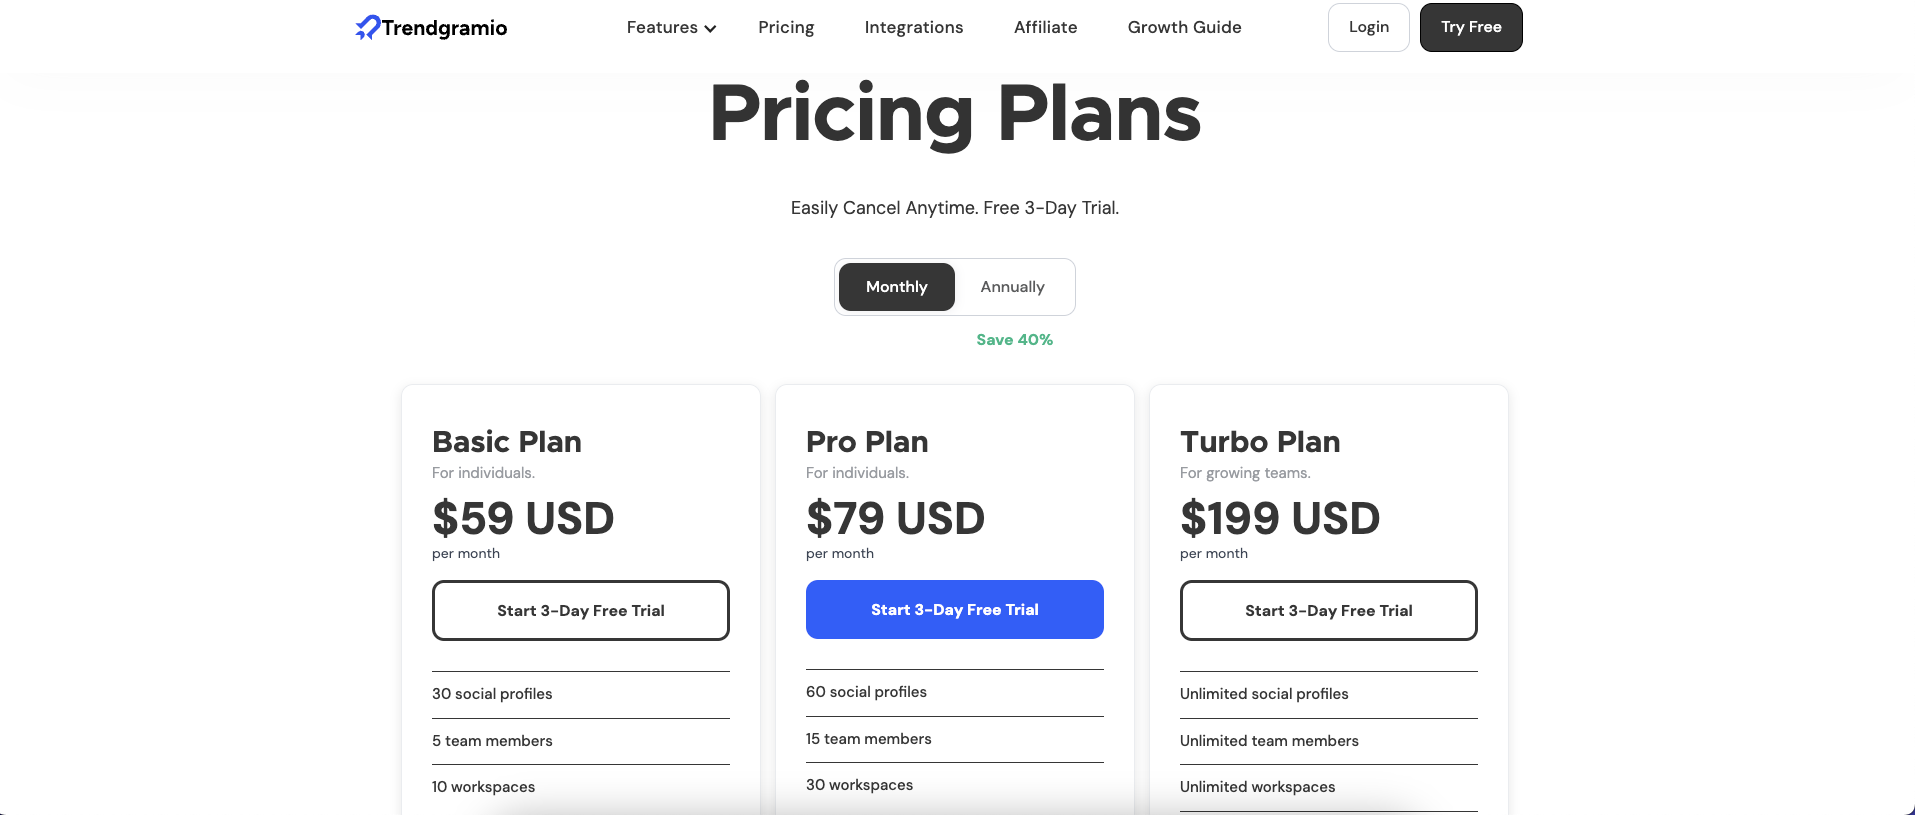 Trendgramio
Features
Pricing
Integrations
Affiliate
Growth Guide
Login
Try Free
Pricing Plans
Easily Cancel Anytime. Free 3-Day Trial.
Monthly
Annually
Save 40%
Basic Plan
For individuals.
$59 USD
per month
Start 3-Day Free Trial
30 social profiles
5 team members
10 workspaces
Pro Plan
For individuals.
$79 USD
per month
Start 3-Day Free Trial
60 social profiles
15 team members
30 workspaces
Turbo Plan
For growing teams.
$199 USD
per month
Start 3-Day Free Trial
Unlimited social profiles
Unlimited team members
Unlimited workspaces